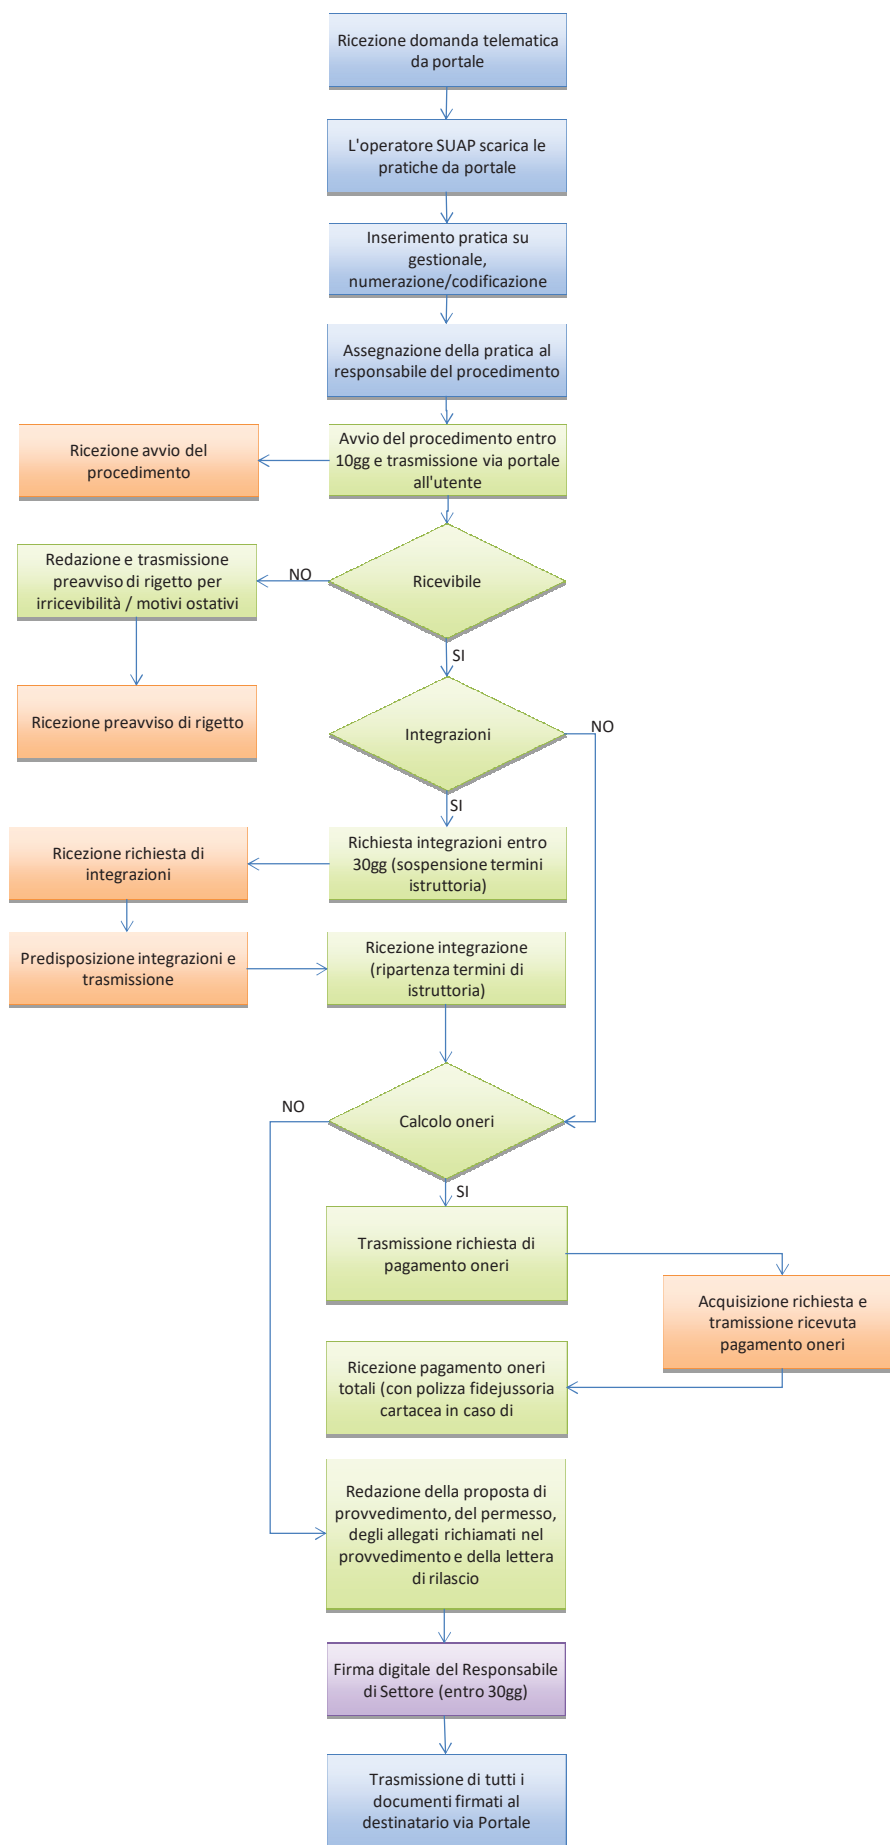 Ricezione domanda telematica
da portale
L'operatore SUAP scarica le
pratiche da portale
Inserimento pratica su
gestionale,
numerazione/codificazione
Assegnazione della pratica al
responsabile del procedimento
Avvio del procedimento entro
10gg e trasmissione via portale
all'utente
Ricezione avvio del
procedimento
Ricevibile
NO
Redazione e trasmissione
preavviso di rigetto per
irricevibilità / motivi ostativi
Ricezione preavviso di rigetto
SI
Integrazioni
NO
SI
Richiesta integrazioni entro
30gg (sospensione termini
istruttoria)
Ricezione richiesta di
integrazioni
Predisposizione integrazioni e
trasmissione
Ricezione integrazione
(ripartenza termini di
istruttoria)
NO
Calcolo oneri
SI
Trasmissione richiesta di
pagamento oneri
Acquisizione richiesta e
tramissione ricevuta
pagamento oneri
Ricezione pagamento oneri
totali (con polizza fidejussoria
cartacea in caso di
Redazione della proposta di
provvedimento, del permesso,
degli allegati richiamati nel
provvedimento e della lettera
di rilascio
Firma digitale del Responsabile
di Settore (entro 30gg)
Trasmissione di tutti i
documenti firmati al
destinatario via Portale